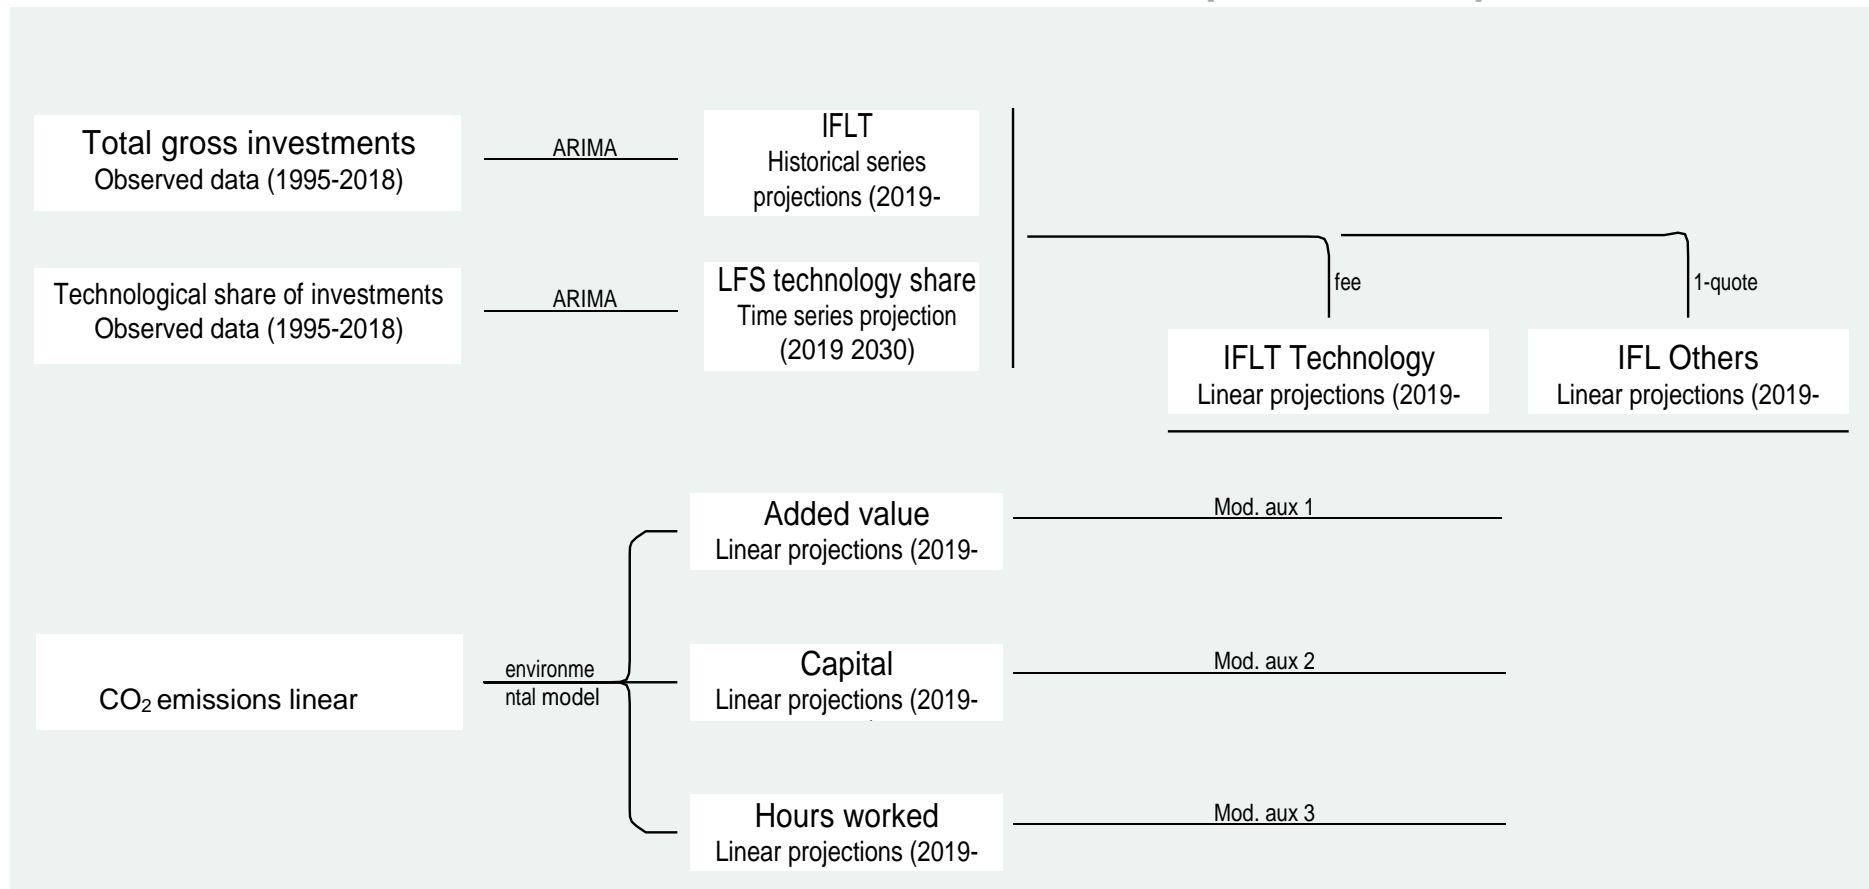 Total gross investments
Observed data (1995-2018)
ARIMA
IFLT
Historical series
projections (2019-
Technological share of investments
Observed data (1995-2018)
ARIMA
LFS technology share
Time series projection
(2019 2030)
fee
1-quote
IFLT Technology
Linear projections (2019-
IFL Others
Linear projections (2019-
Added value
Linear projections (2019-
Mod. aux 1
CO₂ emissions linear
environme
ntal model
Capital
Linear projections (2019-
Mod. aux 2
Hours worked
Linear projections (2019-
Mod. aux 3